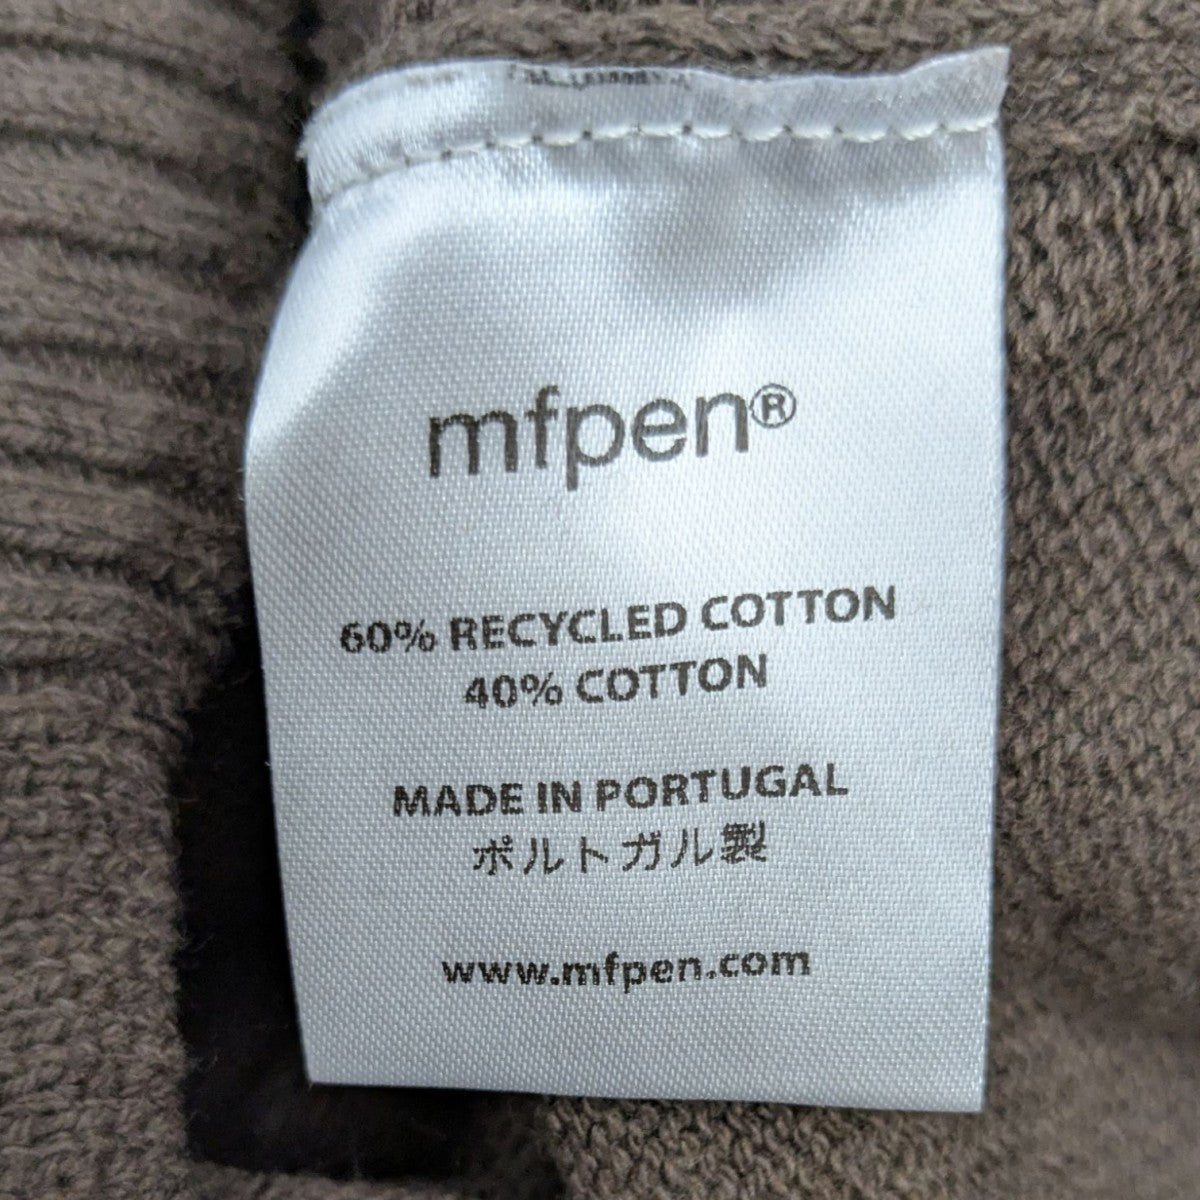 mfpen®
60% RECYCLED COTTON
40% COTTON
MADE IN PORTUGAL
ポルトガル製
www.mfpen.com